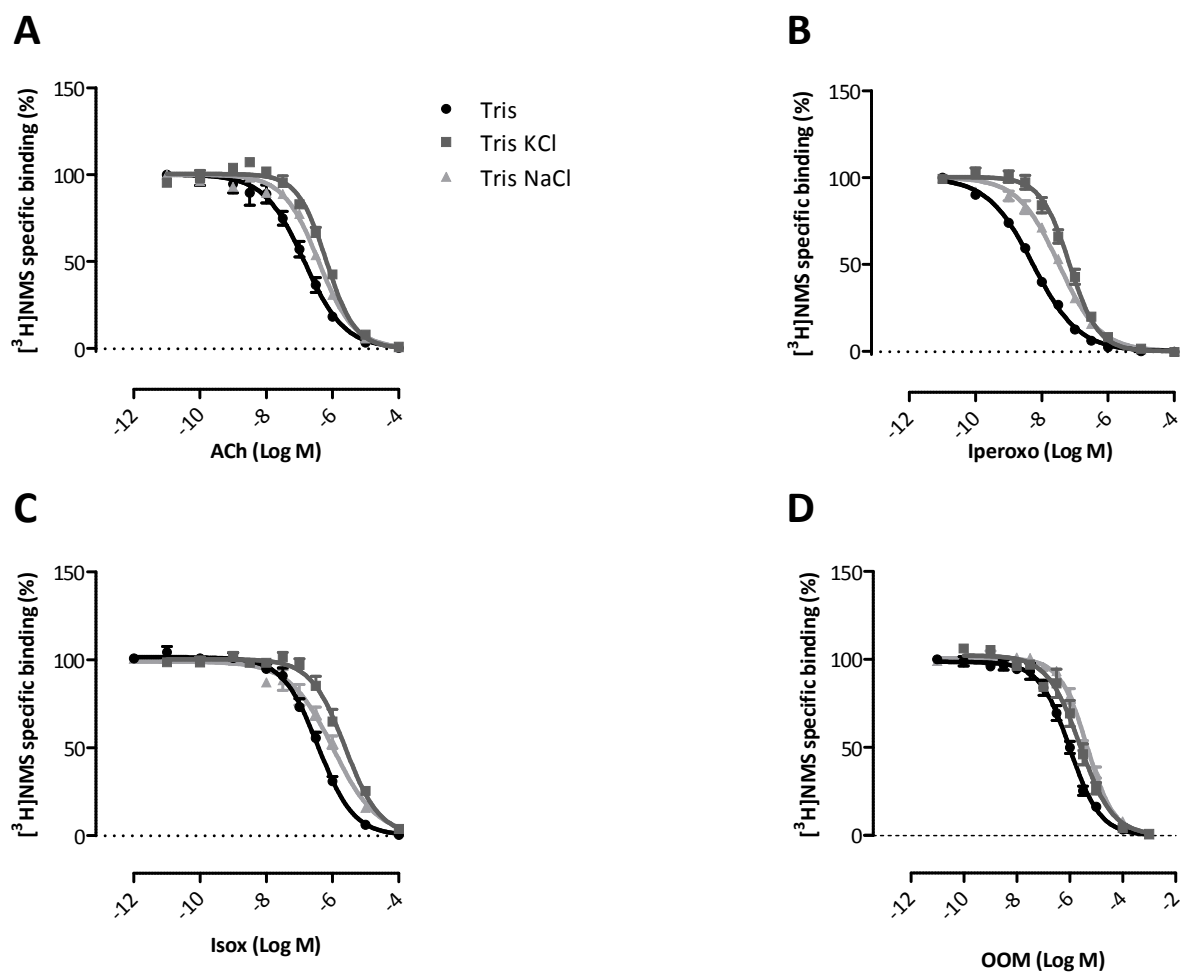 A
[³H]NMS specific binding (%)
150
100
50
0
-12
-10
-8
-6
-4
ACh (Log M)
Tris
Tris KCl
Tris NaCl
B
[³H]NMS specific binding (%)
150
100
50
0
-12
-10
-8
-6
-4
Iperoxo (Log M)
C
[³H]NMS specific binding (%)
150
100
50
0
-12
-10
-8
-6
-4
Isox (Log M)
D
[³H]NMS specific binding (%)
150
100
50
0
-12
-10
-8
-6
-4
-2
OOM (Log M)